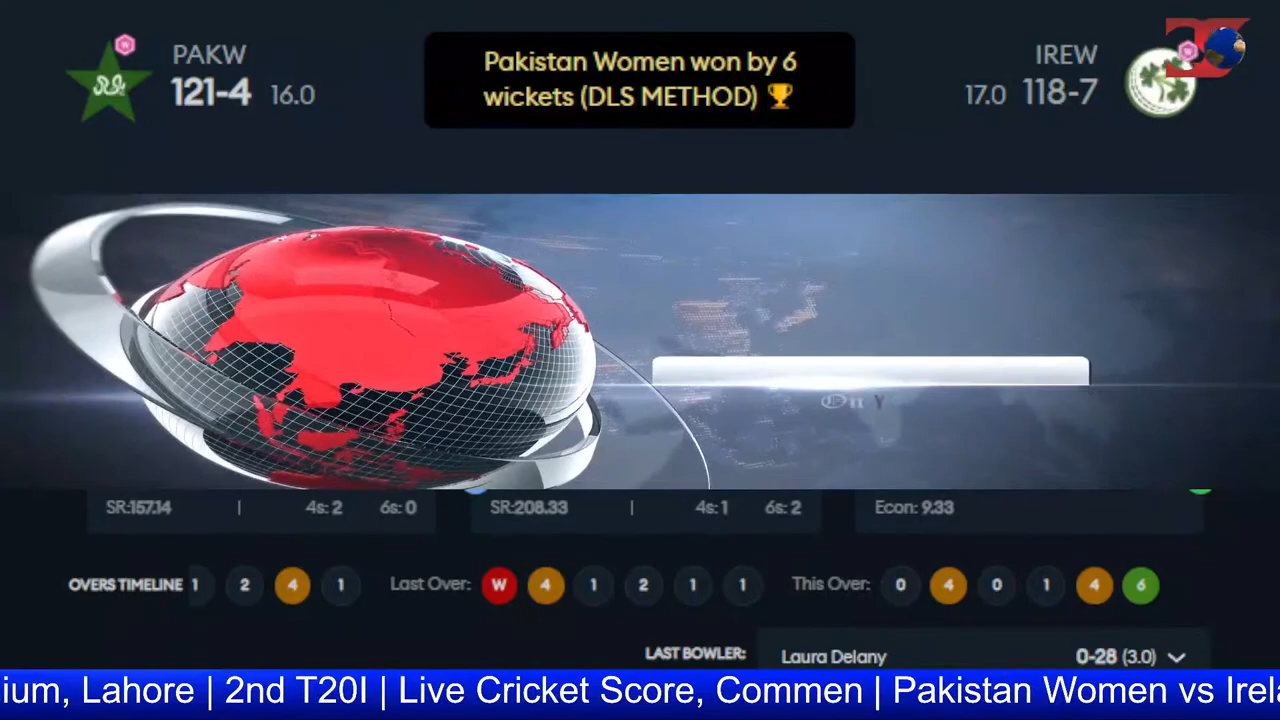 PAKW
121-4 16.0
Pakistan Women won by 6
wickets (DLS METHOD)
IREW
17.0 118-7
W
W
On Y
SR:157.14 | 4s: 2 6s: 0
SR:208.33 | 4s: 1 6s: 2
Econ: 9.33
OVERS TIMELINE 1 2 4 1 Last Over: W 4 1 2 1 1 This Over: 0 4 0 1 4 6
LAST BOWLER: Laura Delany 0-28 (3.0)
ium, Lahore | 2nd T20I | Live Cricket Score, Commen | Pakistan Women vs Irel